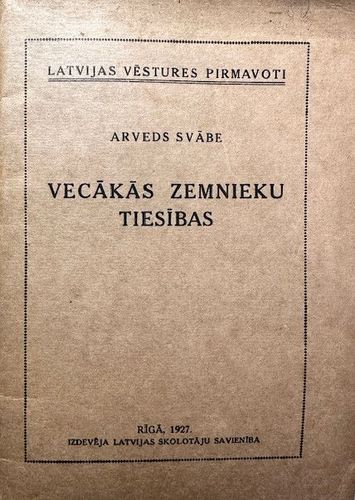 LATVIJAS VĒSTURES PIRMAVOTI
ARVEDS SVĀBE
VECĀKĀS ZEMNIEKU
TIESĪBAS
RĪGĀ, 1927.
IZDEVĒJA LATVIJAS SKOLOTĀJU SAVIENĪBA